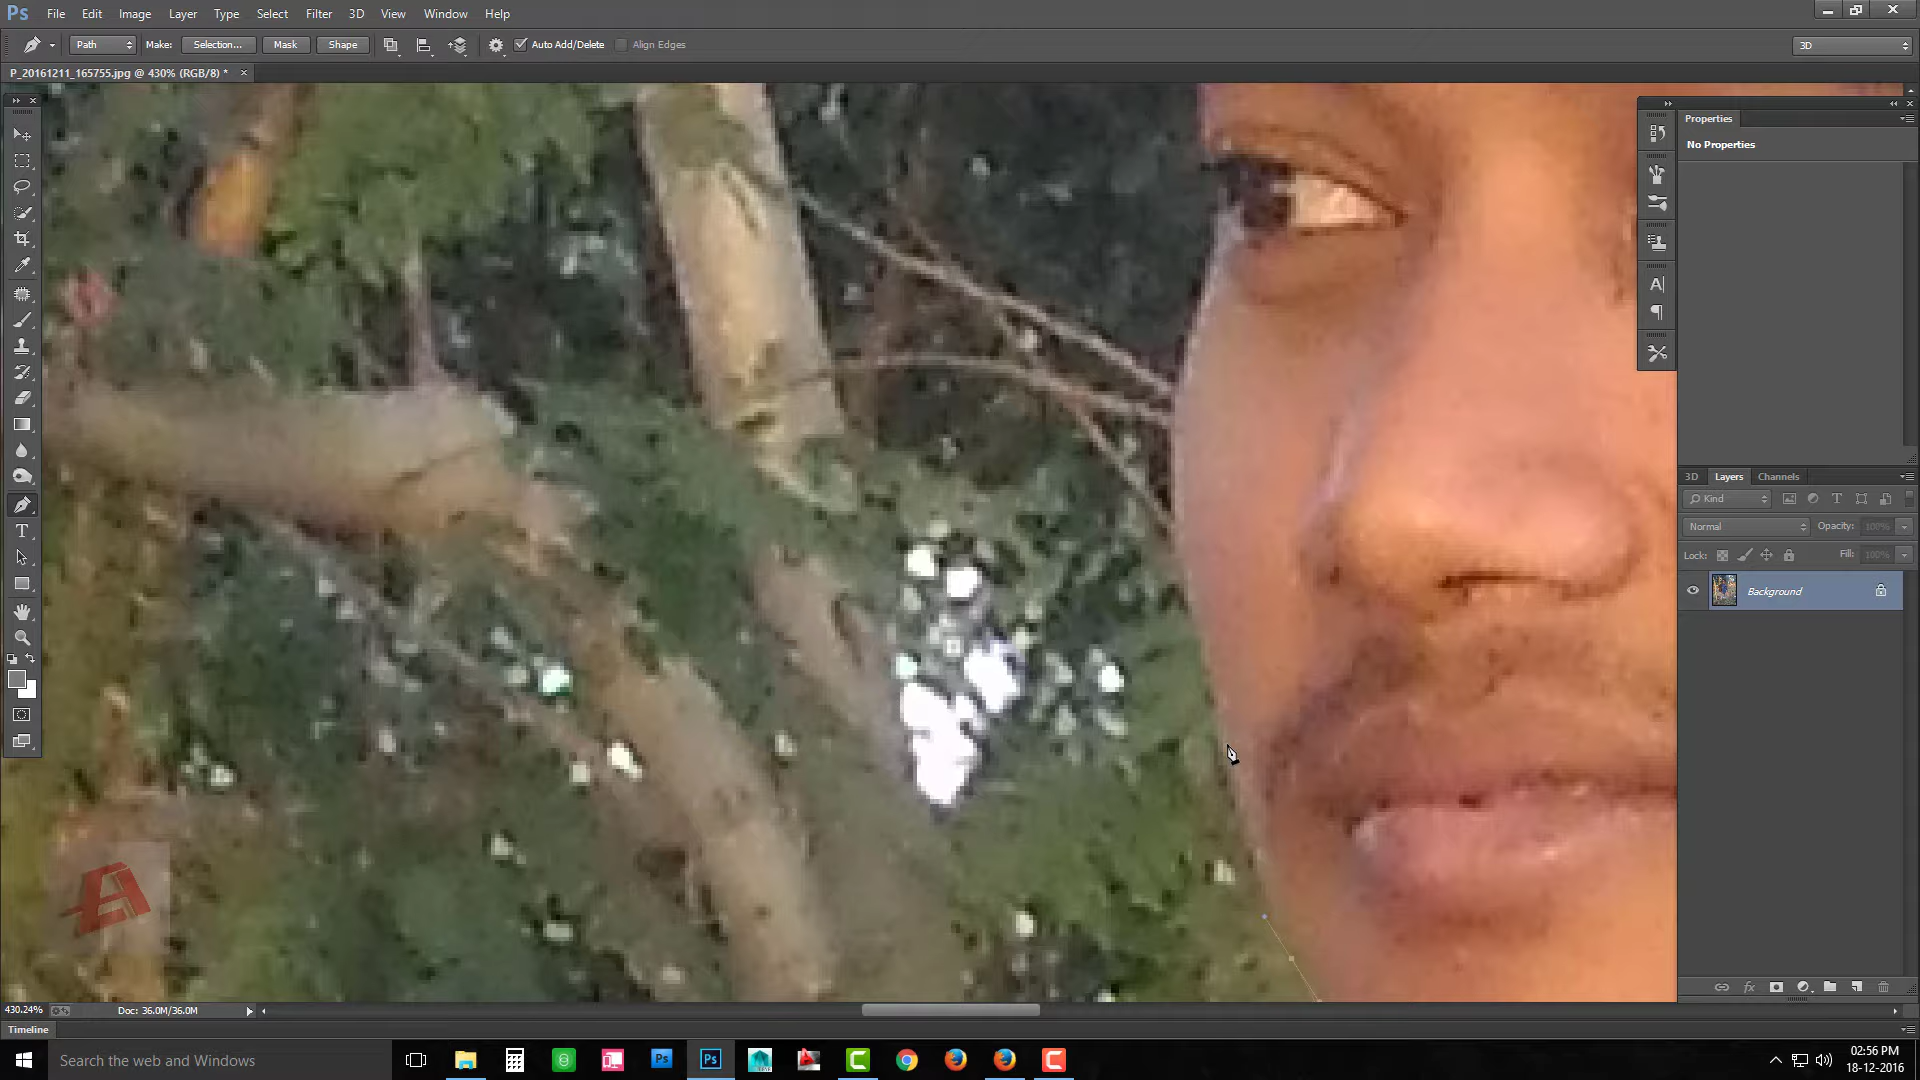 Ps File Edit Image Layer Type Select Filter 3D View Window Help
Path Make: Selection... Mask Shape Auto Add/Delete Align Edges 3D
P_20161211_165755.jpg @ 430% (RGB/8) *
Properties
No Properties
3D Layers Channels
Kind
Normal Opacity: 100%
Lock: Fill: 100%
Background
430.24% Doc: 36.0M/36.0M
Timeline
Search the web and Windows
02:56 PM
18-12-2016